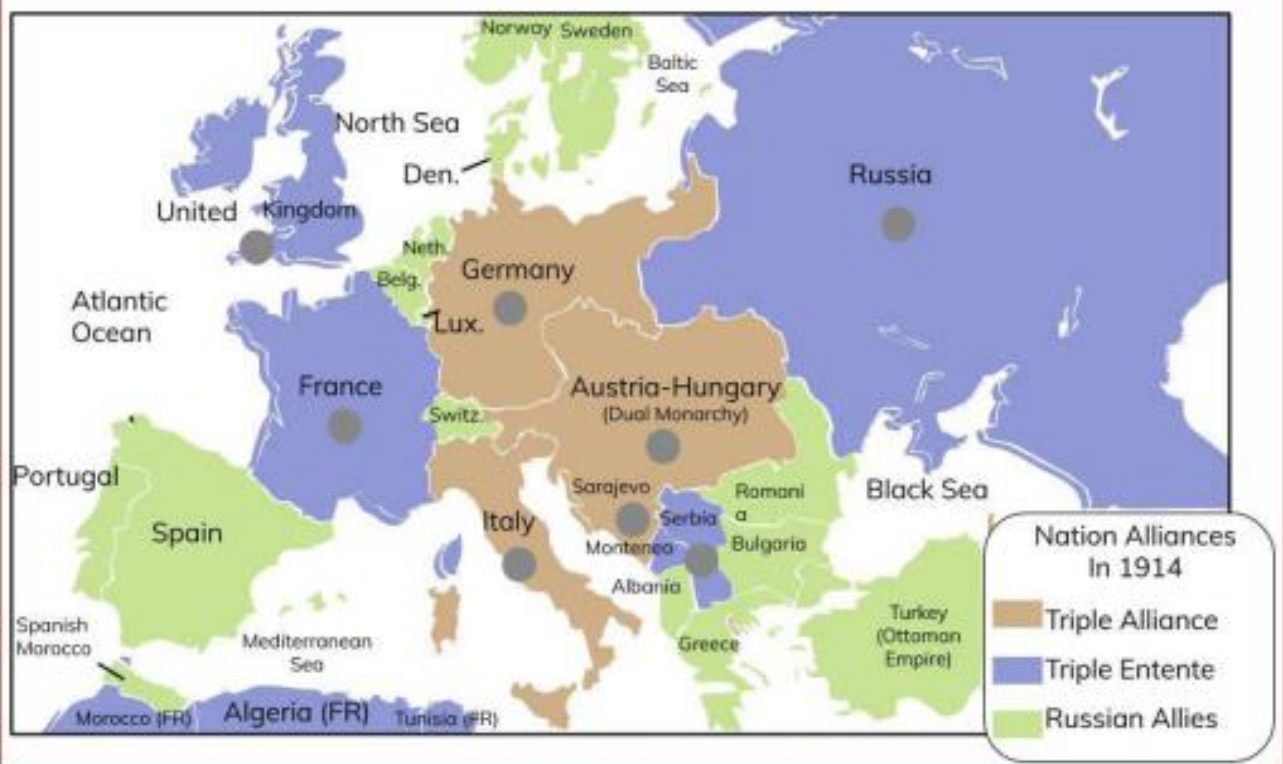 Norway Sweden
Baltic
Sea
North Sea
Den.
Russia
United Kingdom
Neth.
Belg.
Germany
Atlantic
Ocean
Lux.
France
Austria-Hungary
(Dual Monarchy)
Switz.
Portugal
Spain
Sarajevo
Italy
Serbia
Romani
a
Black Sea
Montenea
Bulgaria
Albania
Greece
Turkey
(Ottoman
Empire)
Spanish
Morocco
Mediterranean
Sea
Morocco (FR)
Algeria (FR)
Tunisia (FR)
Nation Alliances
In 1914
Triple Alliance
Triple Entente
Russian Allies